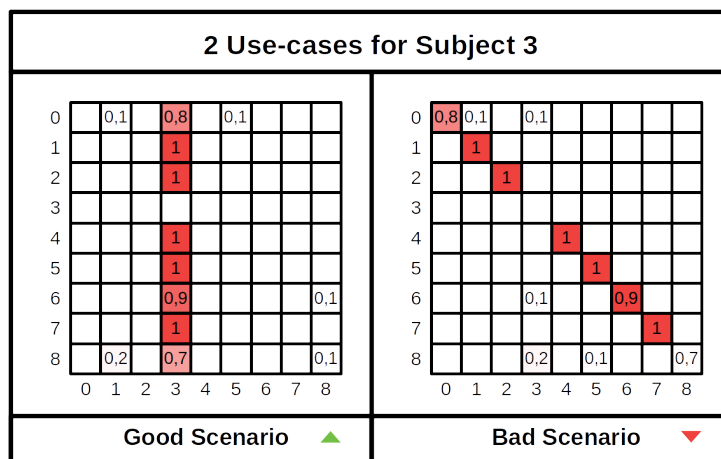 2 Use-cases for Subject 3
0 0,1 0,8 0,1
1 1
2 1
3
4 1
5 1
6 0,9 0,1
7 1
8 0,2 0,7 0,1
0 1 2 3 4 5 6 7 8
Good Scenario
0 0,8 0,1 0,1
1 1
2 1
3
4 1
5 1
6 0,1 0,9
7 1
8 0,2 0,1 0,7
0 1 2 3 4 5 6 7 8
Bad Scenario